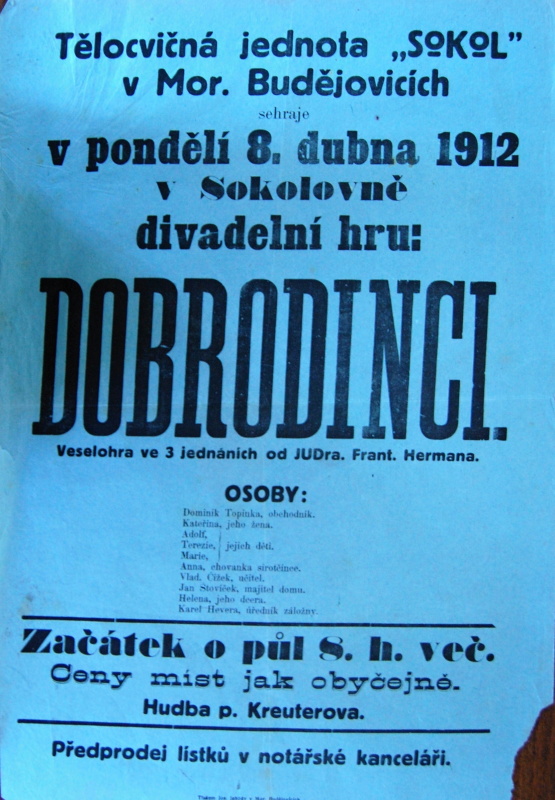 Tělocvičná jednota „SOKOL”
v Mor. Budějovicích
sehraje
v pondělí 8. dubna 1912
v Sokolovně
divadelní hru:
DOBRODINCI.
Veselohra ve 3 jednáních od JUDra. Frant. Hermana.
OSOBY:
Dominik Topinka, obchodník.
Kateřina, jeho žena.
Adolf,
Terezie, jejich děti.
Marie,
Anna, chovanka sirotčince.
Vlad. Čížek, učitel.
Jan Stovíček, majitel domu.
Helena, jeho dcera.
Karel Hevera, úředník záložny.
Začátek o půl 8. h. več.
Ceny míst jak obyčejně.
Hudba p. Kreuterova.
Předprodej lístků v notářské kanceláři.